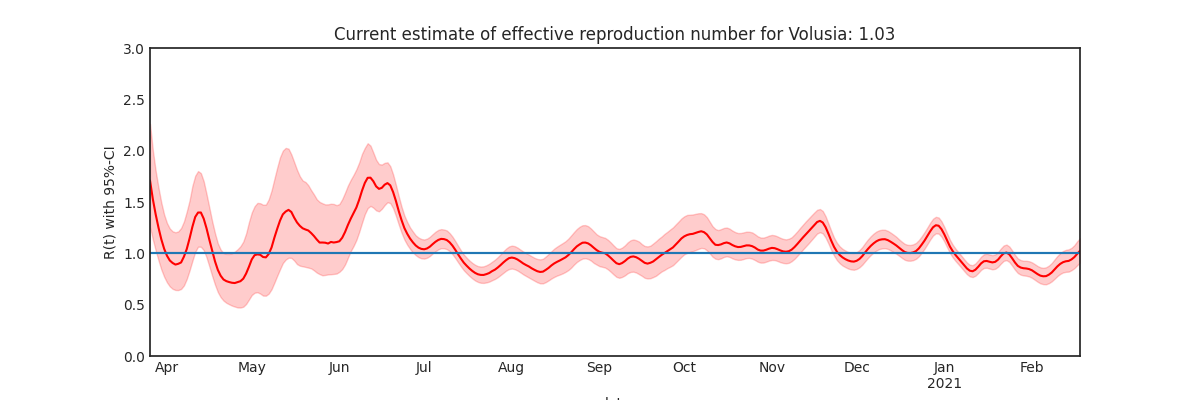 Current estimate of effective reproduction number for Volusia: 1.03
R(t) with 95%-CI
3.0
2.5
2.0
1.5
1.0
0.5
0.0
Apr May Jun Jul Aug Sep Oct Nov Dec Jan Feb
2021